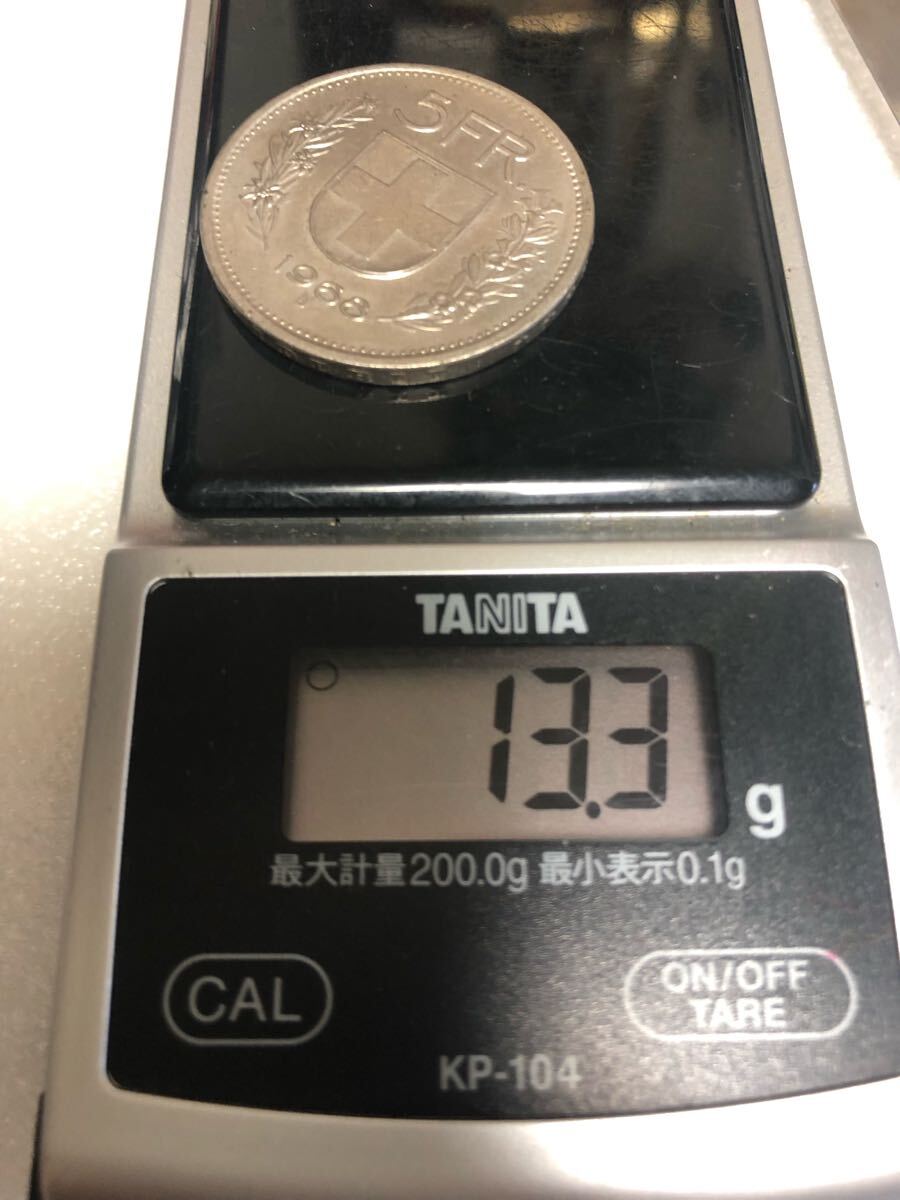 5FR
1968
TANITA
13.3 g
最大計量200.0g 最小表示0.1g
CAL
ON/OFF
TARE
KP-104